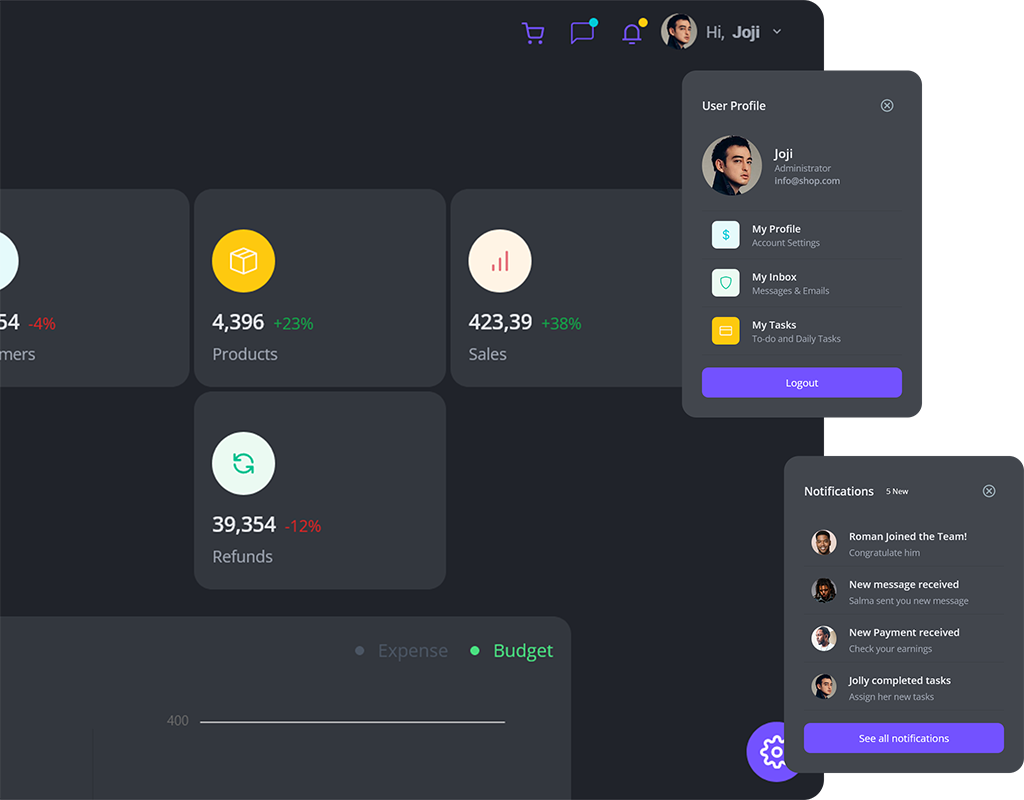 Hi, Joji
User Profile
Joji
Administrator
info@shop.com
My Profile
Account Settings
My Inbox
Messages & Emails
My Tasks
To-do and Daily Tasks
Logout
54 -4%
mers
4,396 +23%
Products
423,39 +38%
Sales
39,354 -12%
Refunds
Expense
Budget
400
Notifications 5 New
Roman Joined the Team!
Congratulate him
New message received
Salma sent you new message
New Payment received
Check your earnings
Jolly completed tasks
Assign her new tasks
See all notifications